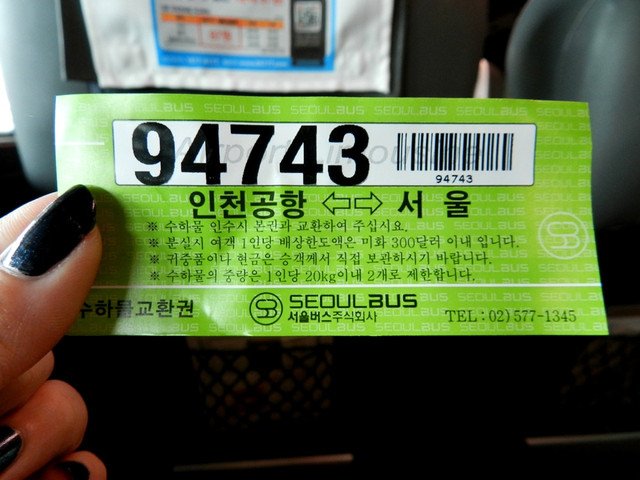 94743
94743
인천공항 ⇦⇨ 서울
※ 수하물 인수시 본권과 교환하여 주십시요.
※ 분실시 여객 1인당 배상한도액은 미화 300달러 이내 입니다.
※ 귀중품이나 현금은 승객께서 직접 보관하시기 바랍니다.
※ 수하물의 중량은 1인당 20kg이내 2개로 제한합니다.
수하물교환권
SEOULBUS
서울버스주식회사
TEL:02)577-1345